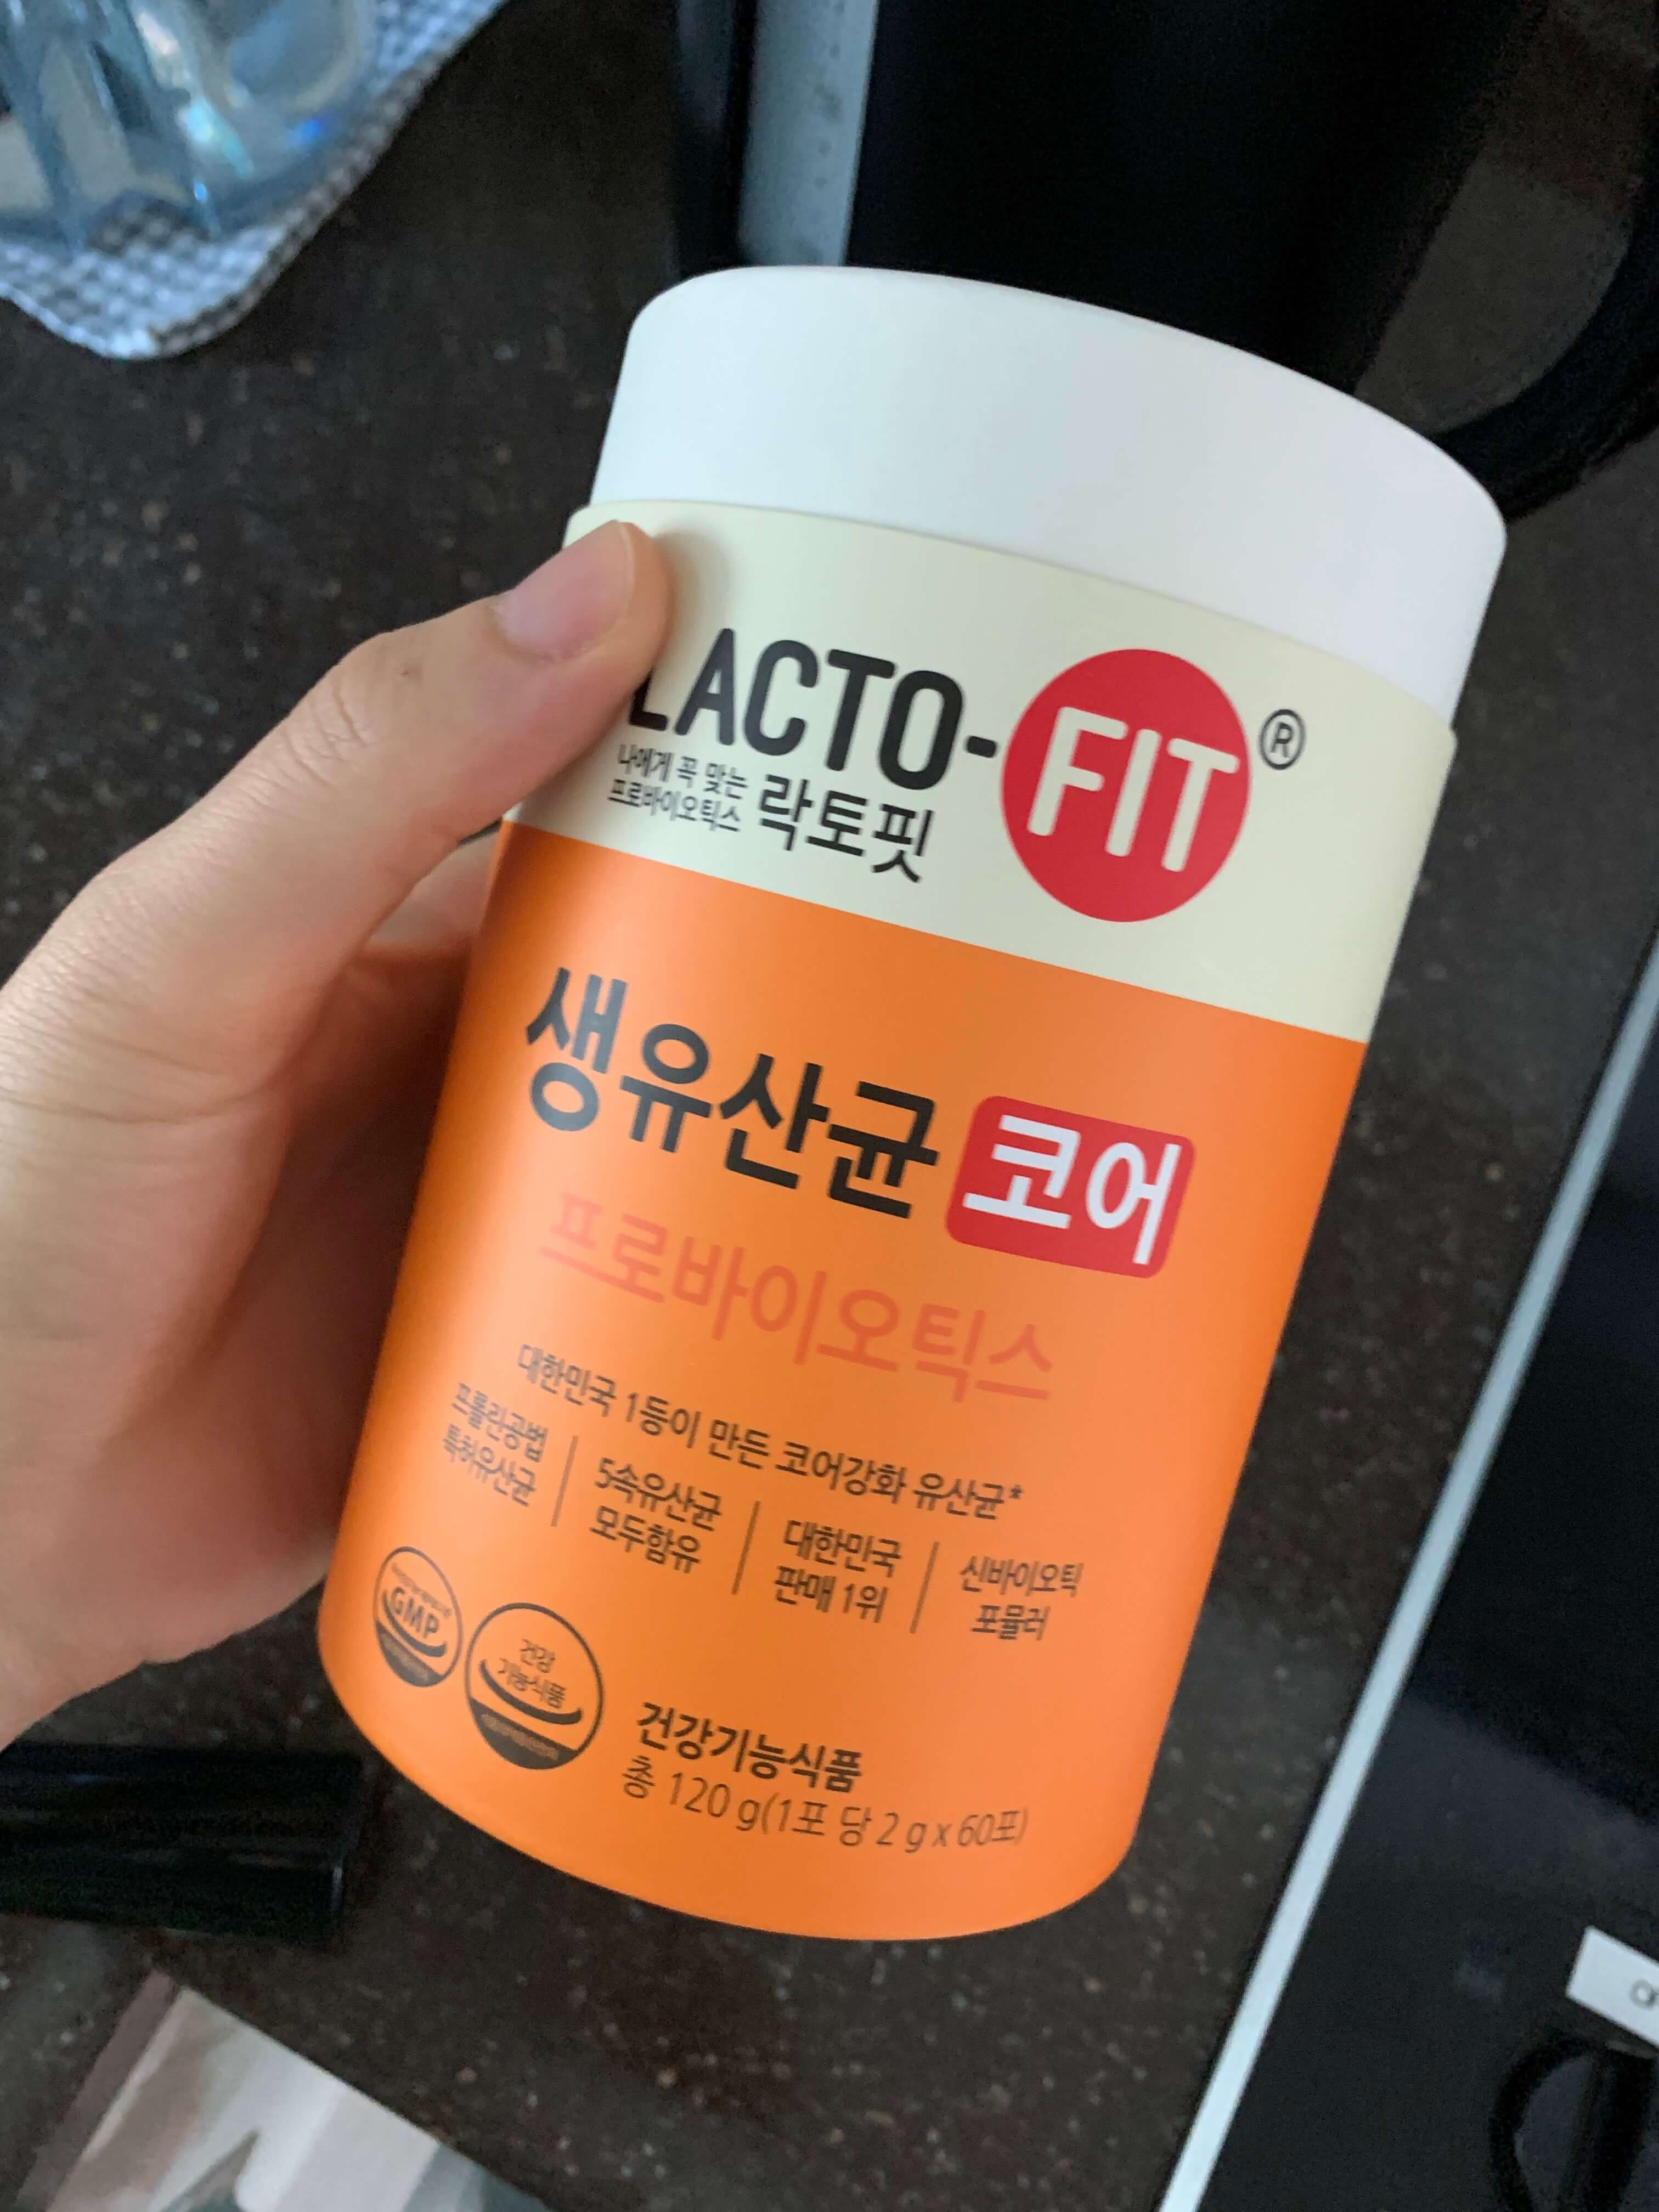 LACTO-FIT®
나에게 꼭 맞는
프로바이오틱스 락토핏
생유산균 코어
프로바이오틱스
대한민국 1등이 만든 코어강화 유산균*
프롤린공법
특허유산균
5속유산균
모두함유
대한민국
판매 1위
신바이오틱
포뮬러
GMP
건강
기능식품
건강기능식품
총 120 g(1포 당 2 g x 60포)